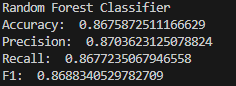 Random Forest Classifier
Accuracy:  0.8675872511166629
Precision:  0.8703623125078824
Recall:  0.8677235067946558
F1:  0.8688340529782709